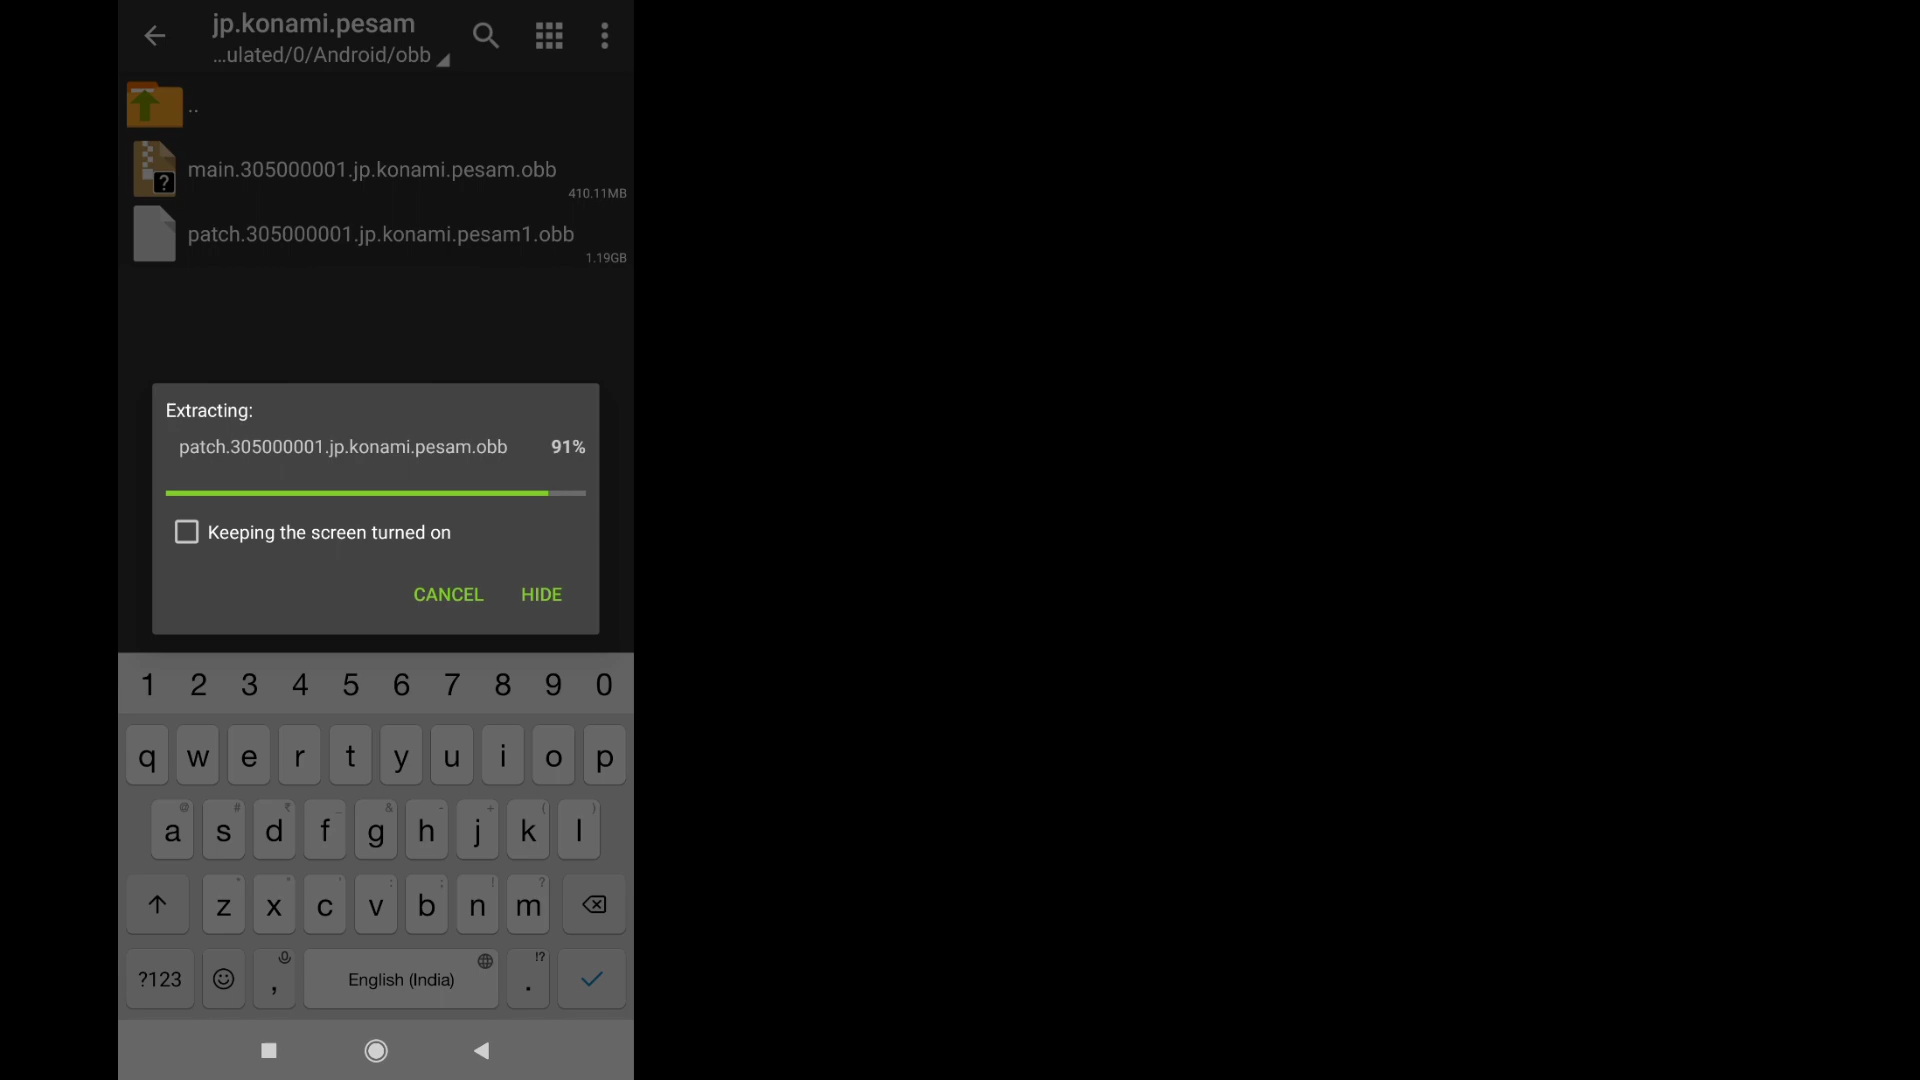 jp.konami.pesam
...ulated/0/Android/obb
..
main.305000001.jp.konami.pesam.obb
410.11MB
patch.305000001.jp.konami.pesam1.obb
1.19GB
Extracting:
patch.305000001.jp.konami.pesam.obb 91%
Keeping the screen turned on
CANCEL HIDE
1 2 3 4 5 6 7 8 9 0
q w e r t y u i o p
@ # ₹ _ & - + ( )
a s d f g h j k l
* " ' : ; ! ?
z x c v b n m
!?
?123 , English (India) .